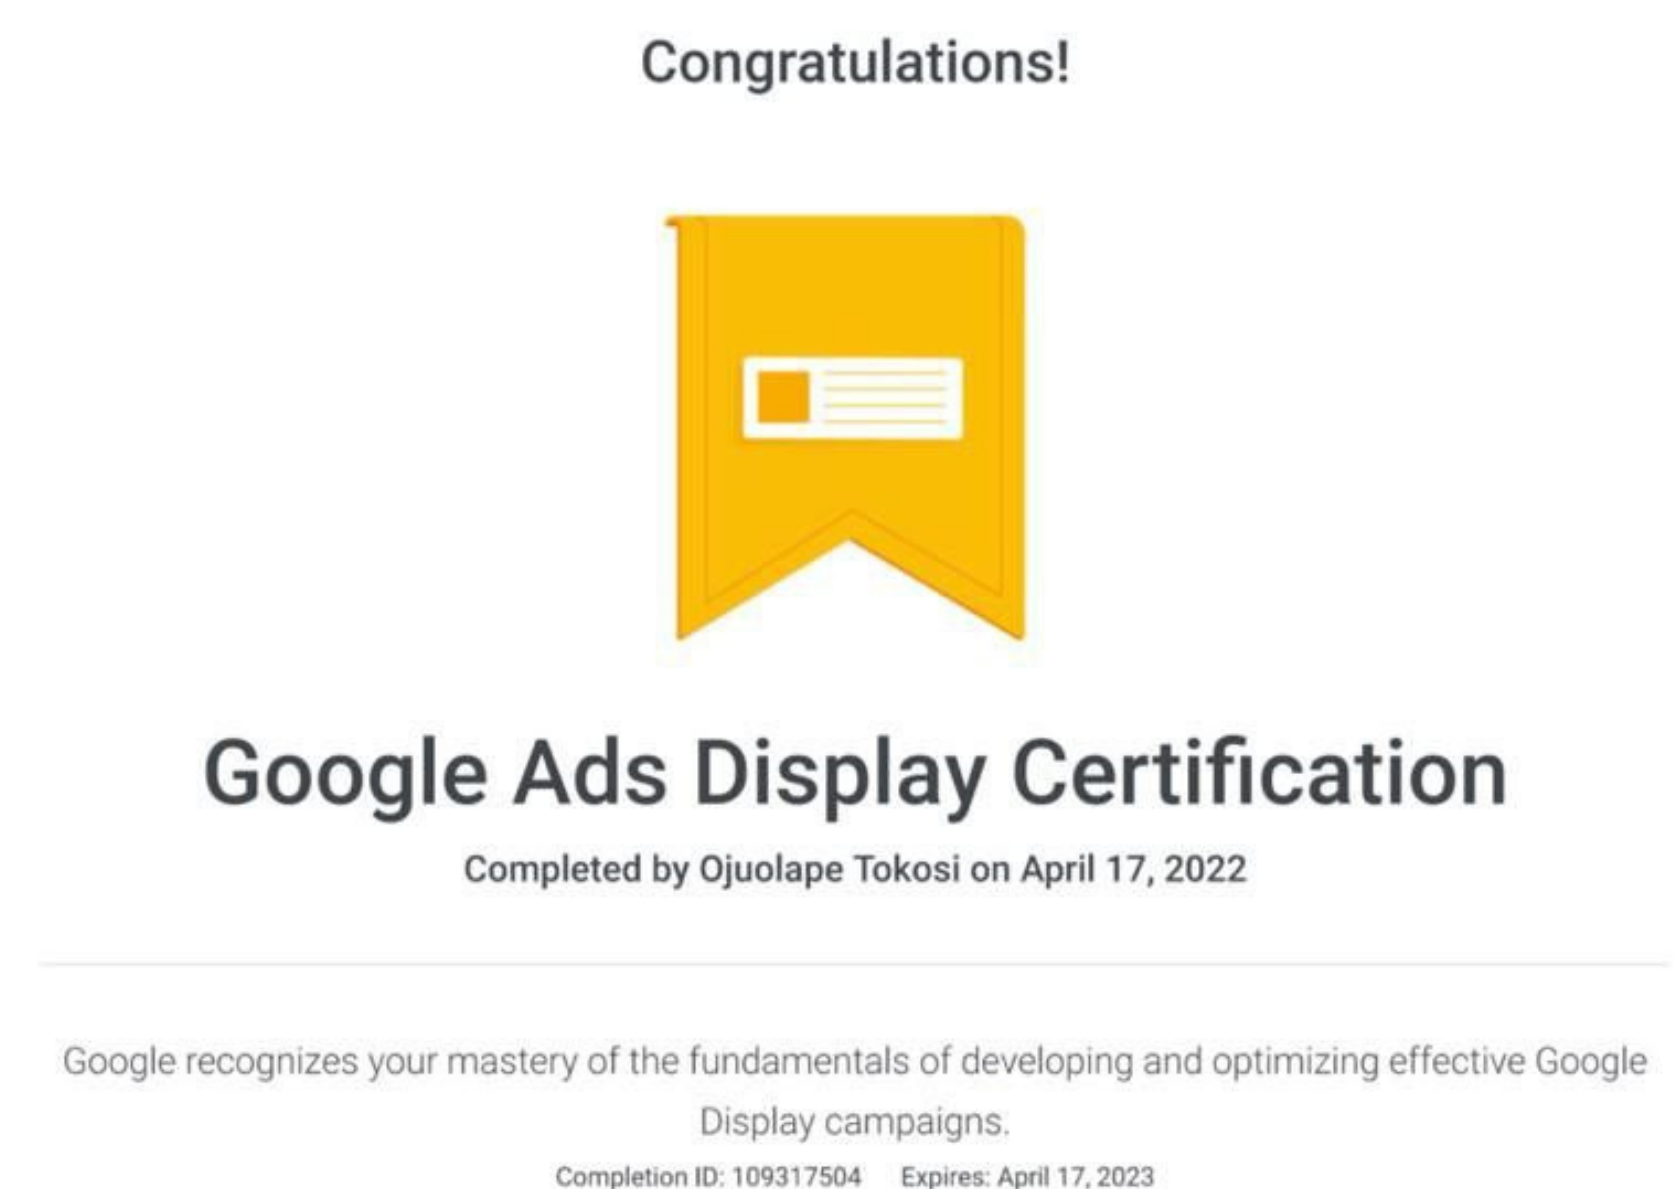 Congratulations!
Google Ads Display Certification
Completed by Ojuolape Tokosi on April 17, 2022
Google recognizes your mastery of the fundamentals of developing and optimizing effective Google
Display campaigns.
Completion ID: 109317504 Expires: April 17, 2023